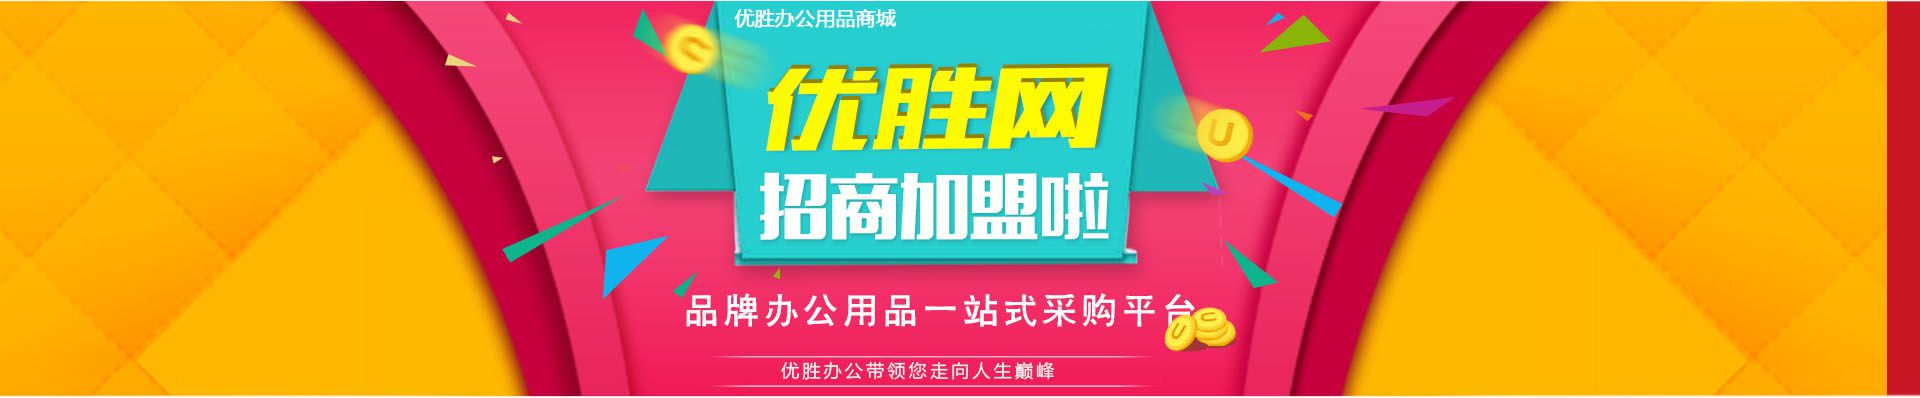 优胜办公用品商城
优胜网
招商加盟啦
品牌办公用品一站式采购平台
优胜办公带领您走向人生巅峰